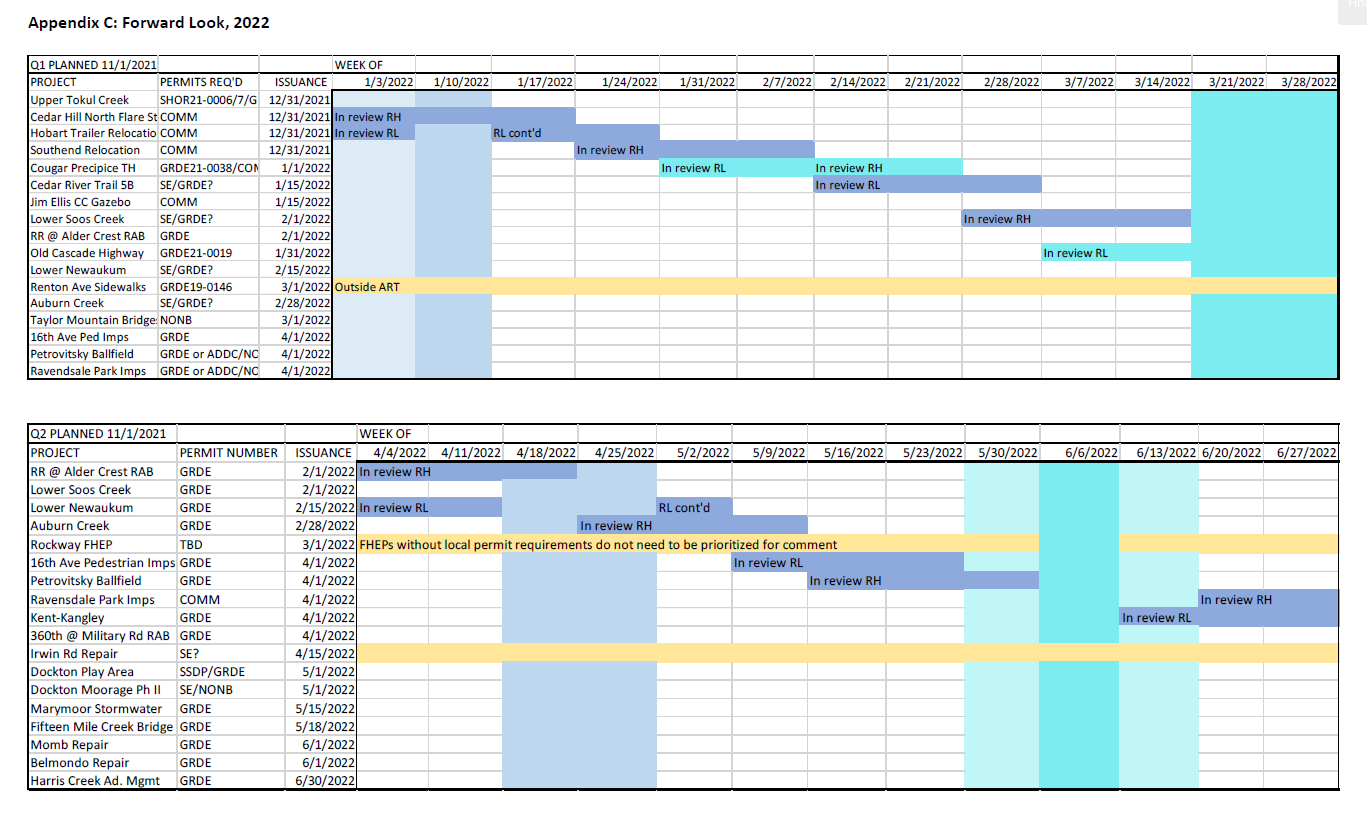 Appendix C: Forward Look, 2022
Q1 PLANNED 11/1/2021 WEEK OF
PROJECT PERMITS REQ'D ISSUANCE 1/3/2022 1/10/2022 1/17/2022 1/24/2022 1/31/2022 2/7/2022 2/14/2022 2/21/2022 2/28/2022 3/7/2022 3/14/2022 3/21/2022 3/28/2022
Upper Tokul Creek SHOR21-0006/7/G 12/31/2021
Cedar Hill North Flare St COMM 12/31/2021 In review RH
Hobart Trailer Relocatio COMM 12/31/2021 In review RL RL cont'd
Southend Relocation COMM 12/31/2021 In review RH
Cougar Precipice TH GRDE21-0038/CON 1/1/2022 In review RL In review RH
Cedar River Trail 5B SE/GRDE? 1/15/2022 In review RL
Jim Ellis CC Gazebo COMM 1/15/2022
Lower Soos Creek SE/GRDE? 2/1/2022 In review RH
RR @ Alder Crest RAB GRDE 2/1/2022
Old Cascade Highway GRDE21-0019 1/31/2022 In review RL
Lower Newaukum SE/GRDE? 2/15/2022
Renton Ave Sidewalks GRDE19-0146 3/1/2022 Outside ART
Auburn Creek SE/GRDE? 2/28/2022
Taylor Mountain Bridge: NONB 3/1/2022
16th Ave Ped Imps GRDE 4/1/2022
Petrovitsky Ballfield GRDE or ADDC/NC 4/1/2022
Ravendsale Park Imps GRDE or ADDC/NC 4/1/2022
Q2 PLANNED 11/1/2021 WEEK OF
PROJECT PERMIT NUMBER ISSUANCE 4/4/2022 4/11/2022 4/18/2022 4/25/2022 5/2/2022 5/9/2022 5/16/2022 5/23/2022 5/30/2022 6/6/2022 6/13/2022 6/20/2022 6/27/2022
RR @ Alder Crest RAB GRDE 2/1/2022 In review RH
Lower Soos Creek GRDE 2/1/2022
Lower Newaukum GRDE 2/15/2022 In review RL RL cont'd
Auburn Creek GRDE 2/28/2022 In review RH
Rockway FHEP TBD 3/1/2022 FHEPs without local permit requirements do not need to be prioritized for comment
16th Ave Pedestrian Imps GRDE 4/1/2022 In review RL
Petrovitsky Ballfield GRDE 4/1/2022 In review RH
Ravensdale Park Imps COMM 4/1/2022 In review RH
Kent-Kangley GRDE 4/1/2022 In review RL
360th @ Military Rd RAB GRDE 4/1/2022
Irwin Rd Repair SE? 4/15/2022
Dockton Play Area SSDP/GRDE 5/1/2022
Dockton Moorage Ph II SE/NONB 5/1/2022
Marymoor Stormwater GRDE 5/15/2022
Fifteen Mile Creek Bridge GRDE 5/18/2022
Momb Repair GRDE 6/1/2022
Belmondo Repair GRDE 6/1/2022
Harris Creek Ad. Mgmt GRDE 6/30/2022